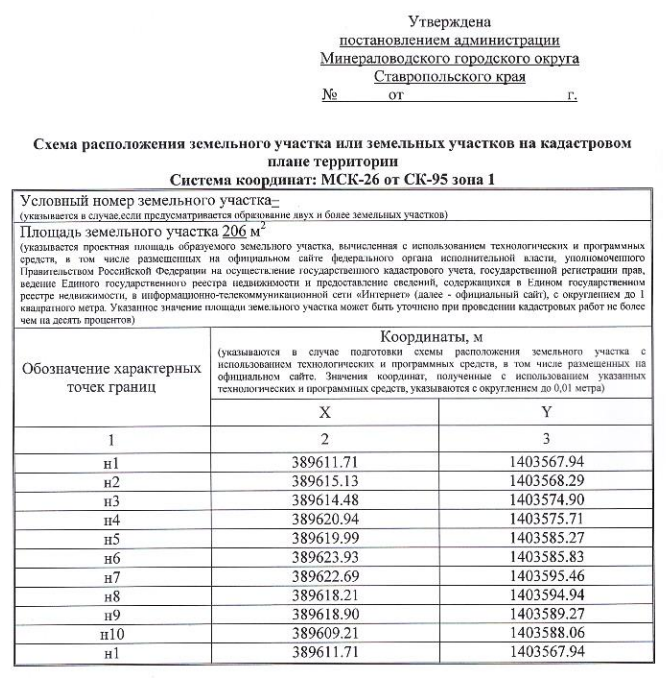 Утверждена
постановлением администрации
Минераловодского городского округа
Ставропольского края
№ от г.
Схема расположения земельного участка или земельных участков на кадастровом
плане территории
Система координат: МСК-26 от СК-95 зона 1
Условный номер земельного участка–
(указывается в случае,если предусматривается образование двух и более земельных участков)
Площадь земельного участка 206 м²
(указывается проектная площадь образуемого земельного участка, вычисленная с использованием технологических и программных
средств, в том числе размещенных на официальном сайте федерального органа исполнительной власти, уполномоченного
Правительством Российской Федерации на осуществление государственного кадастрового учета, государственной регистрации прав,
ведение Единого государственного реестра недвижимости и предоставление сведений, содержащихся в Едином государственном
реестре недвижимости, в информационно-телекоммуникационной сети «Интернет» (далее - официальный сайт), с округлением до 1
квадратного метра. Указанное значение площади земельного участка может быть уточнено при проведении кадастровых работ не более
чем на десять процентов)
Обозначение характерных
точек границ
Координаты, м
(указываются в случае подготовки схемы расположения земельного участка с
использованием технологических и программных средств, в том числе размещенных на
официальном сайте. Значения координат, полученные с использованием указанных
технологических и программных средств, указываются с округлением до 0,01 метра)
X Y
1 2 3
н1 389611.71 1403567.94
н2 389615.13 1403568.29
н3 389614.48 1403574.90
н4 389620.94 1403575.71
н5 389619.99 1403585.27
н6 389623.93 1403585.83
н7 389622.69 1403595.46
н8 389618.21 1403594.94
н9 389618.90 1403589.27
н10 389609.21 1403588.06
н1 389611.71 1403567.94